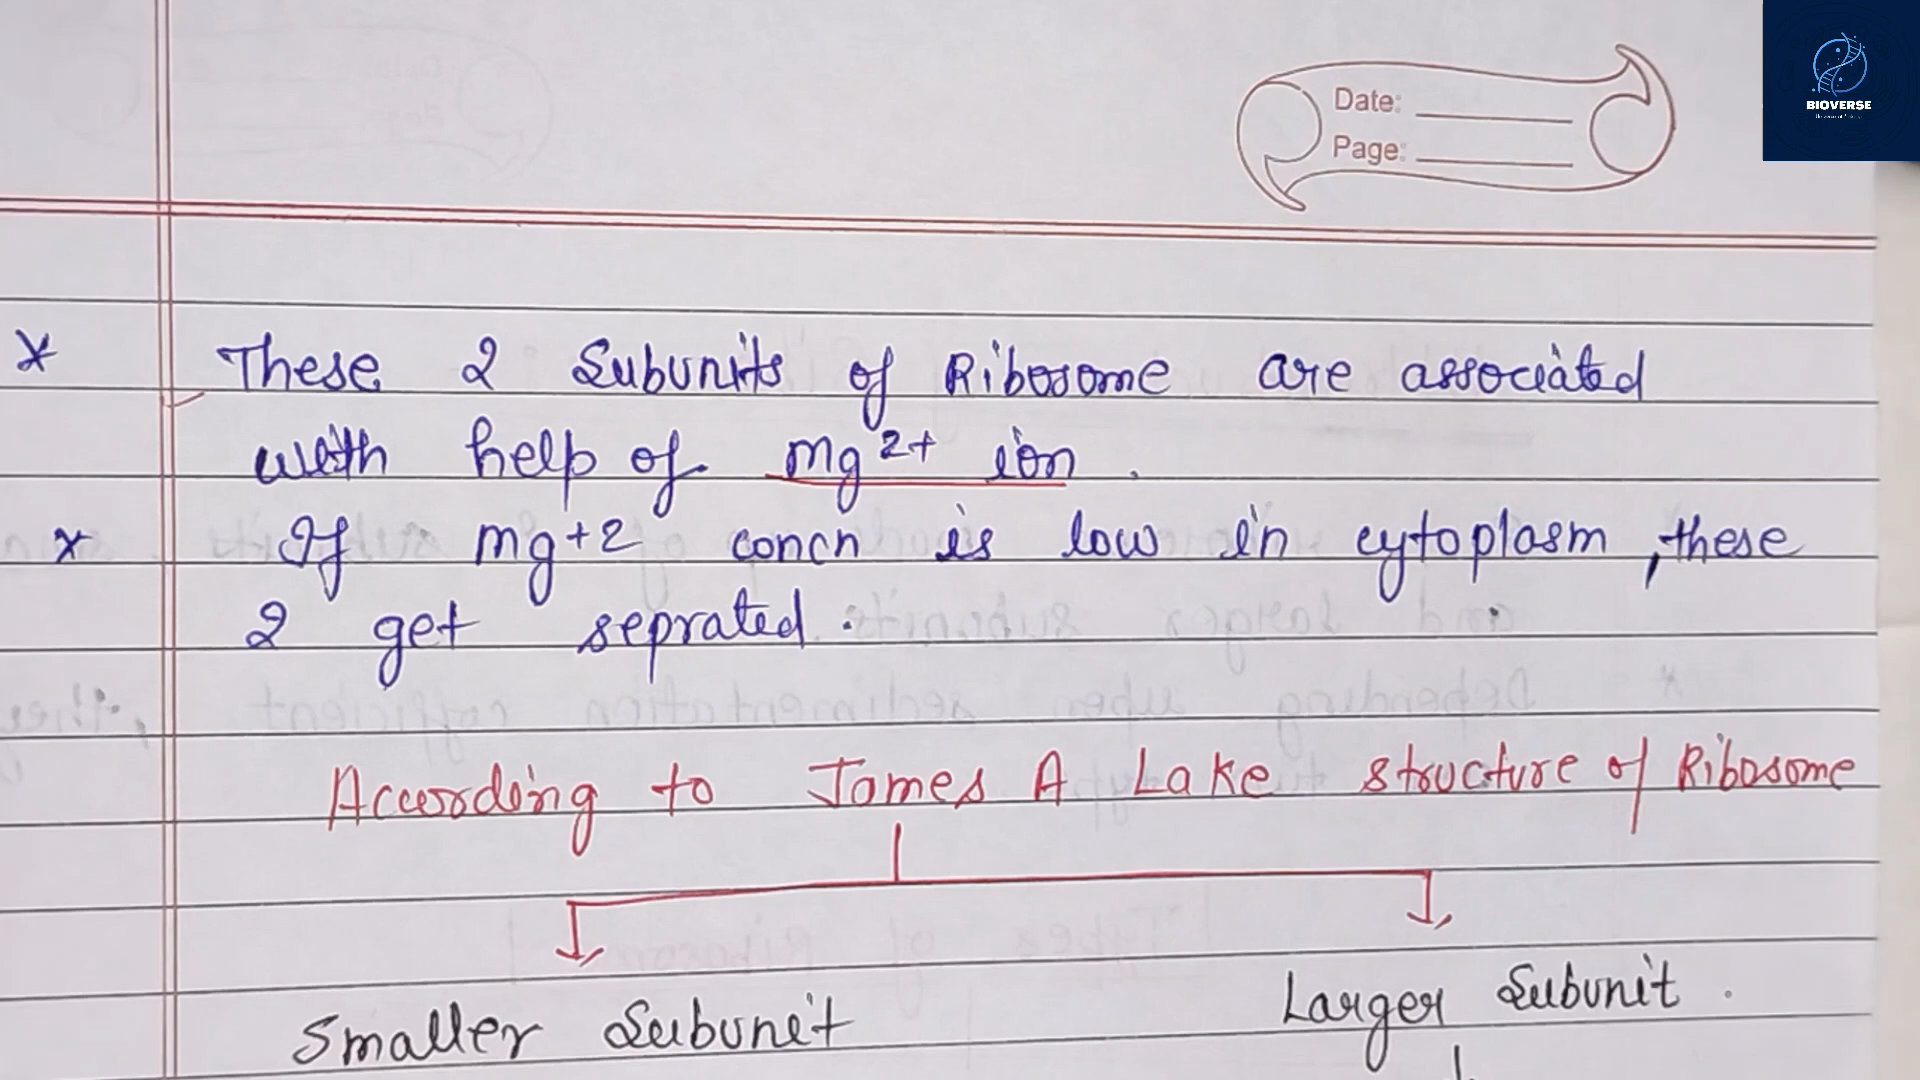 Date:
Page:
BIOVERSE
* These 2 Subunits of Ribosome are associated
with help of mg2+ ion.
* If mg+2 concn is low in cytoplasm, these
2 get seprated.
According to James A Lake structure of Ribosome
Smaller Subunit
Larger Subunit.